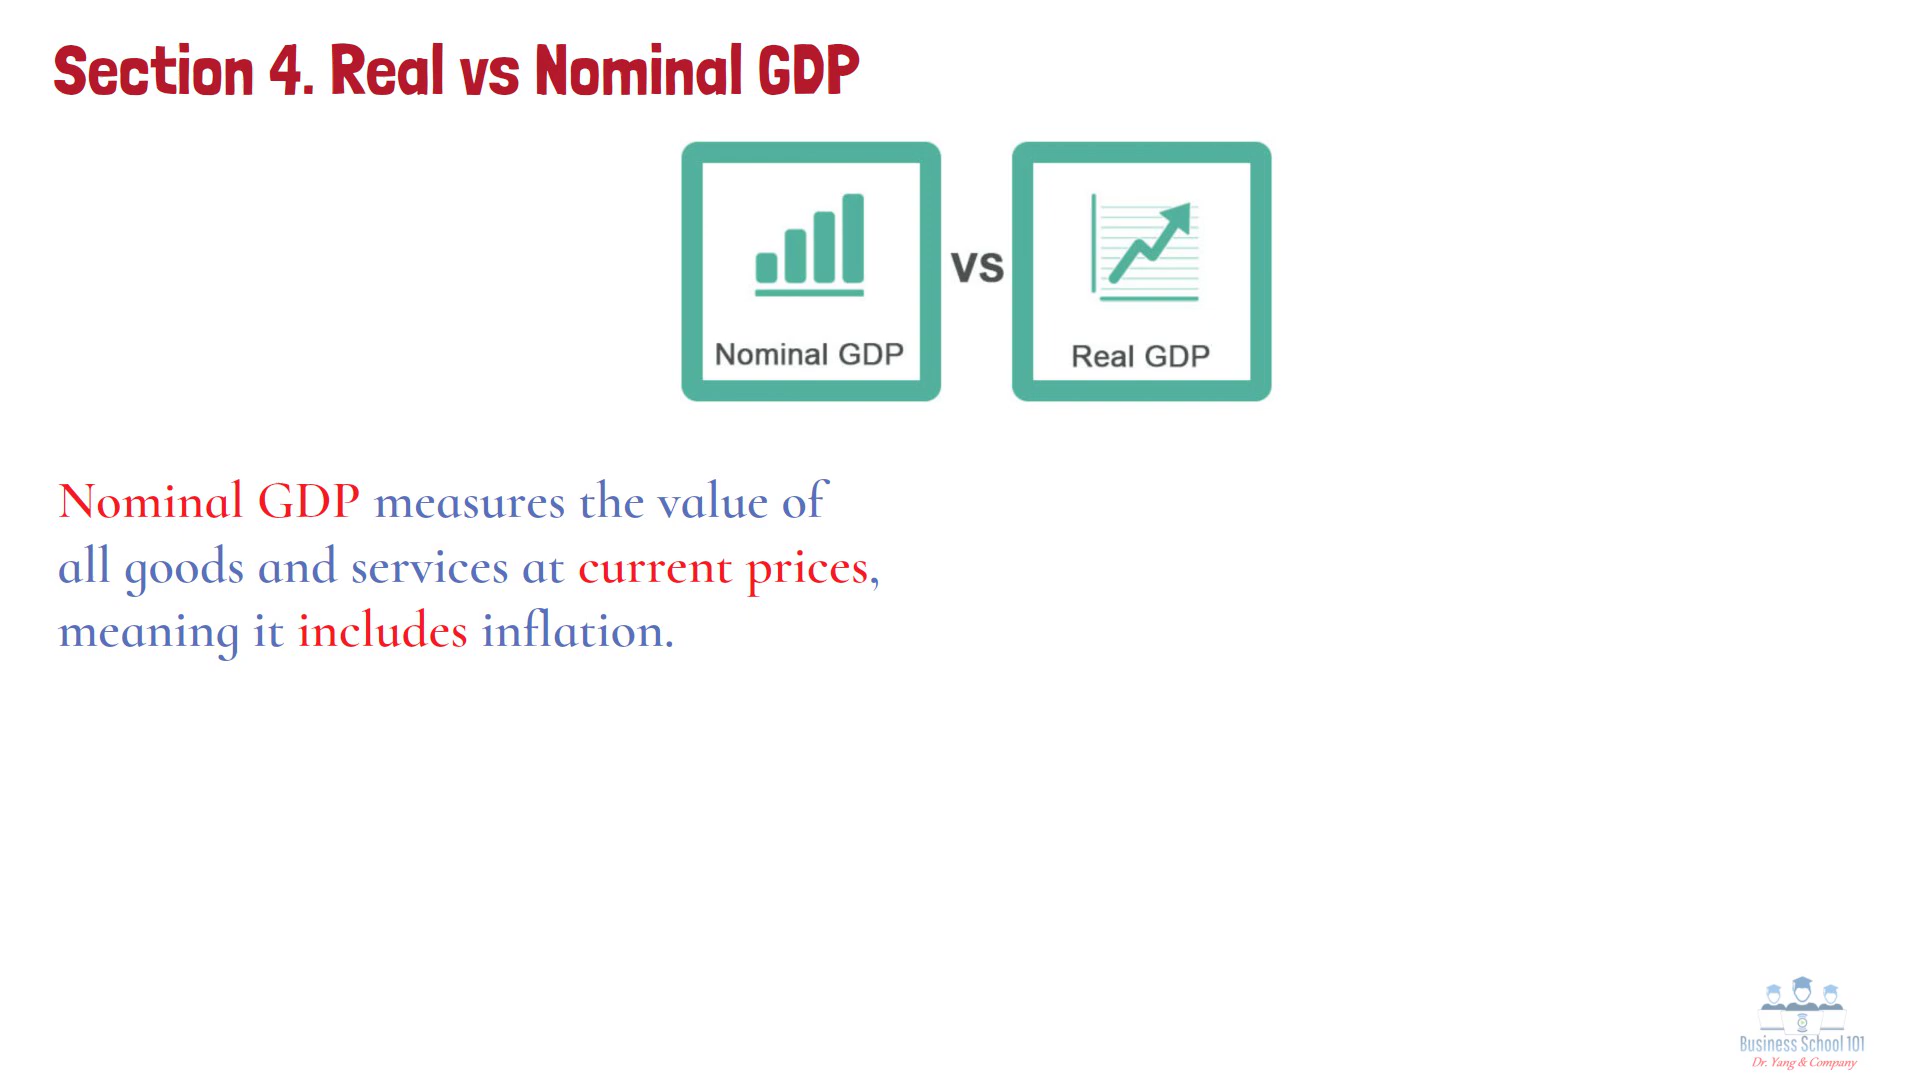 Section 4. Real vs Nominal GDP
Nominal GDP
vs
Real GDP
Nominal GDP measures the value of
all goods and services at current prices,
meaning it includes inflation.
Business School 101
Dr. Yang & Company